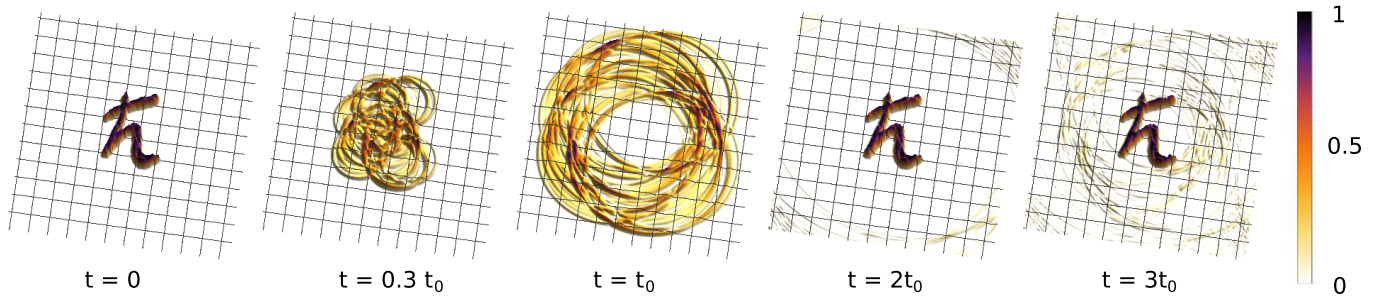 ħ ħ ħ
t = 0 t = 0.3 t₀ t = t₀ t = 2t₀ t = 3t₀
1
0.5
0